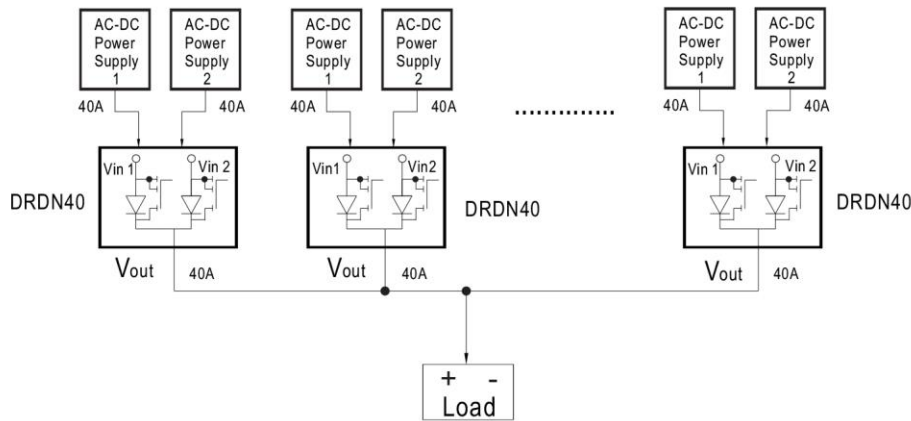 AC-DC
Power
Supply
1
AC-DC
Power
Supply
2
AC-DC
Power
Supply
1
AC-DC
Power
Supply
2
AC-DC
Power
Supply
1
AC-DC
Power
Supply
2
40A
40A
40A
40A
40A
40A
Vin 1
Vin 2
Vin1
Vin2
Vin 1
Vin 2
DRDN40
DRDN40
DRDN40
Vout
40A
Vout
40A
Vout
40A
+ -
Load